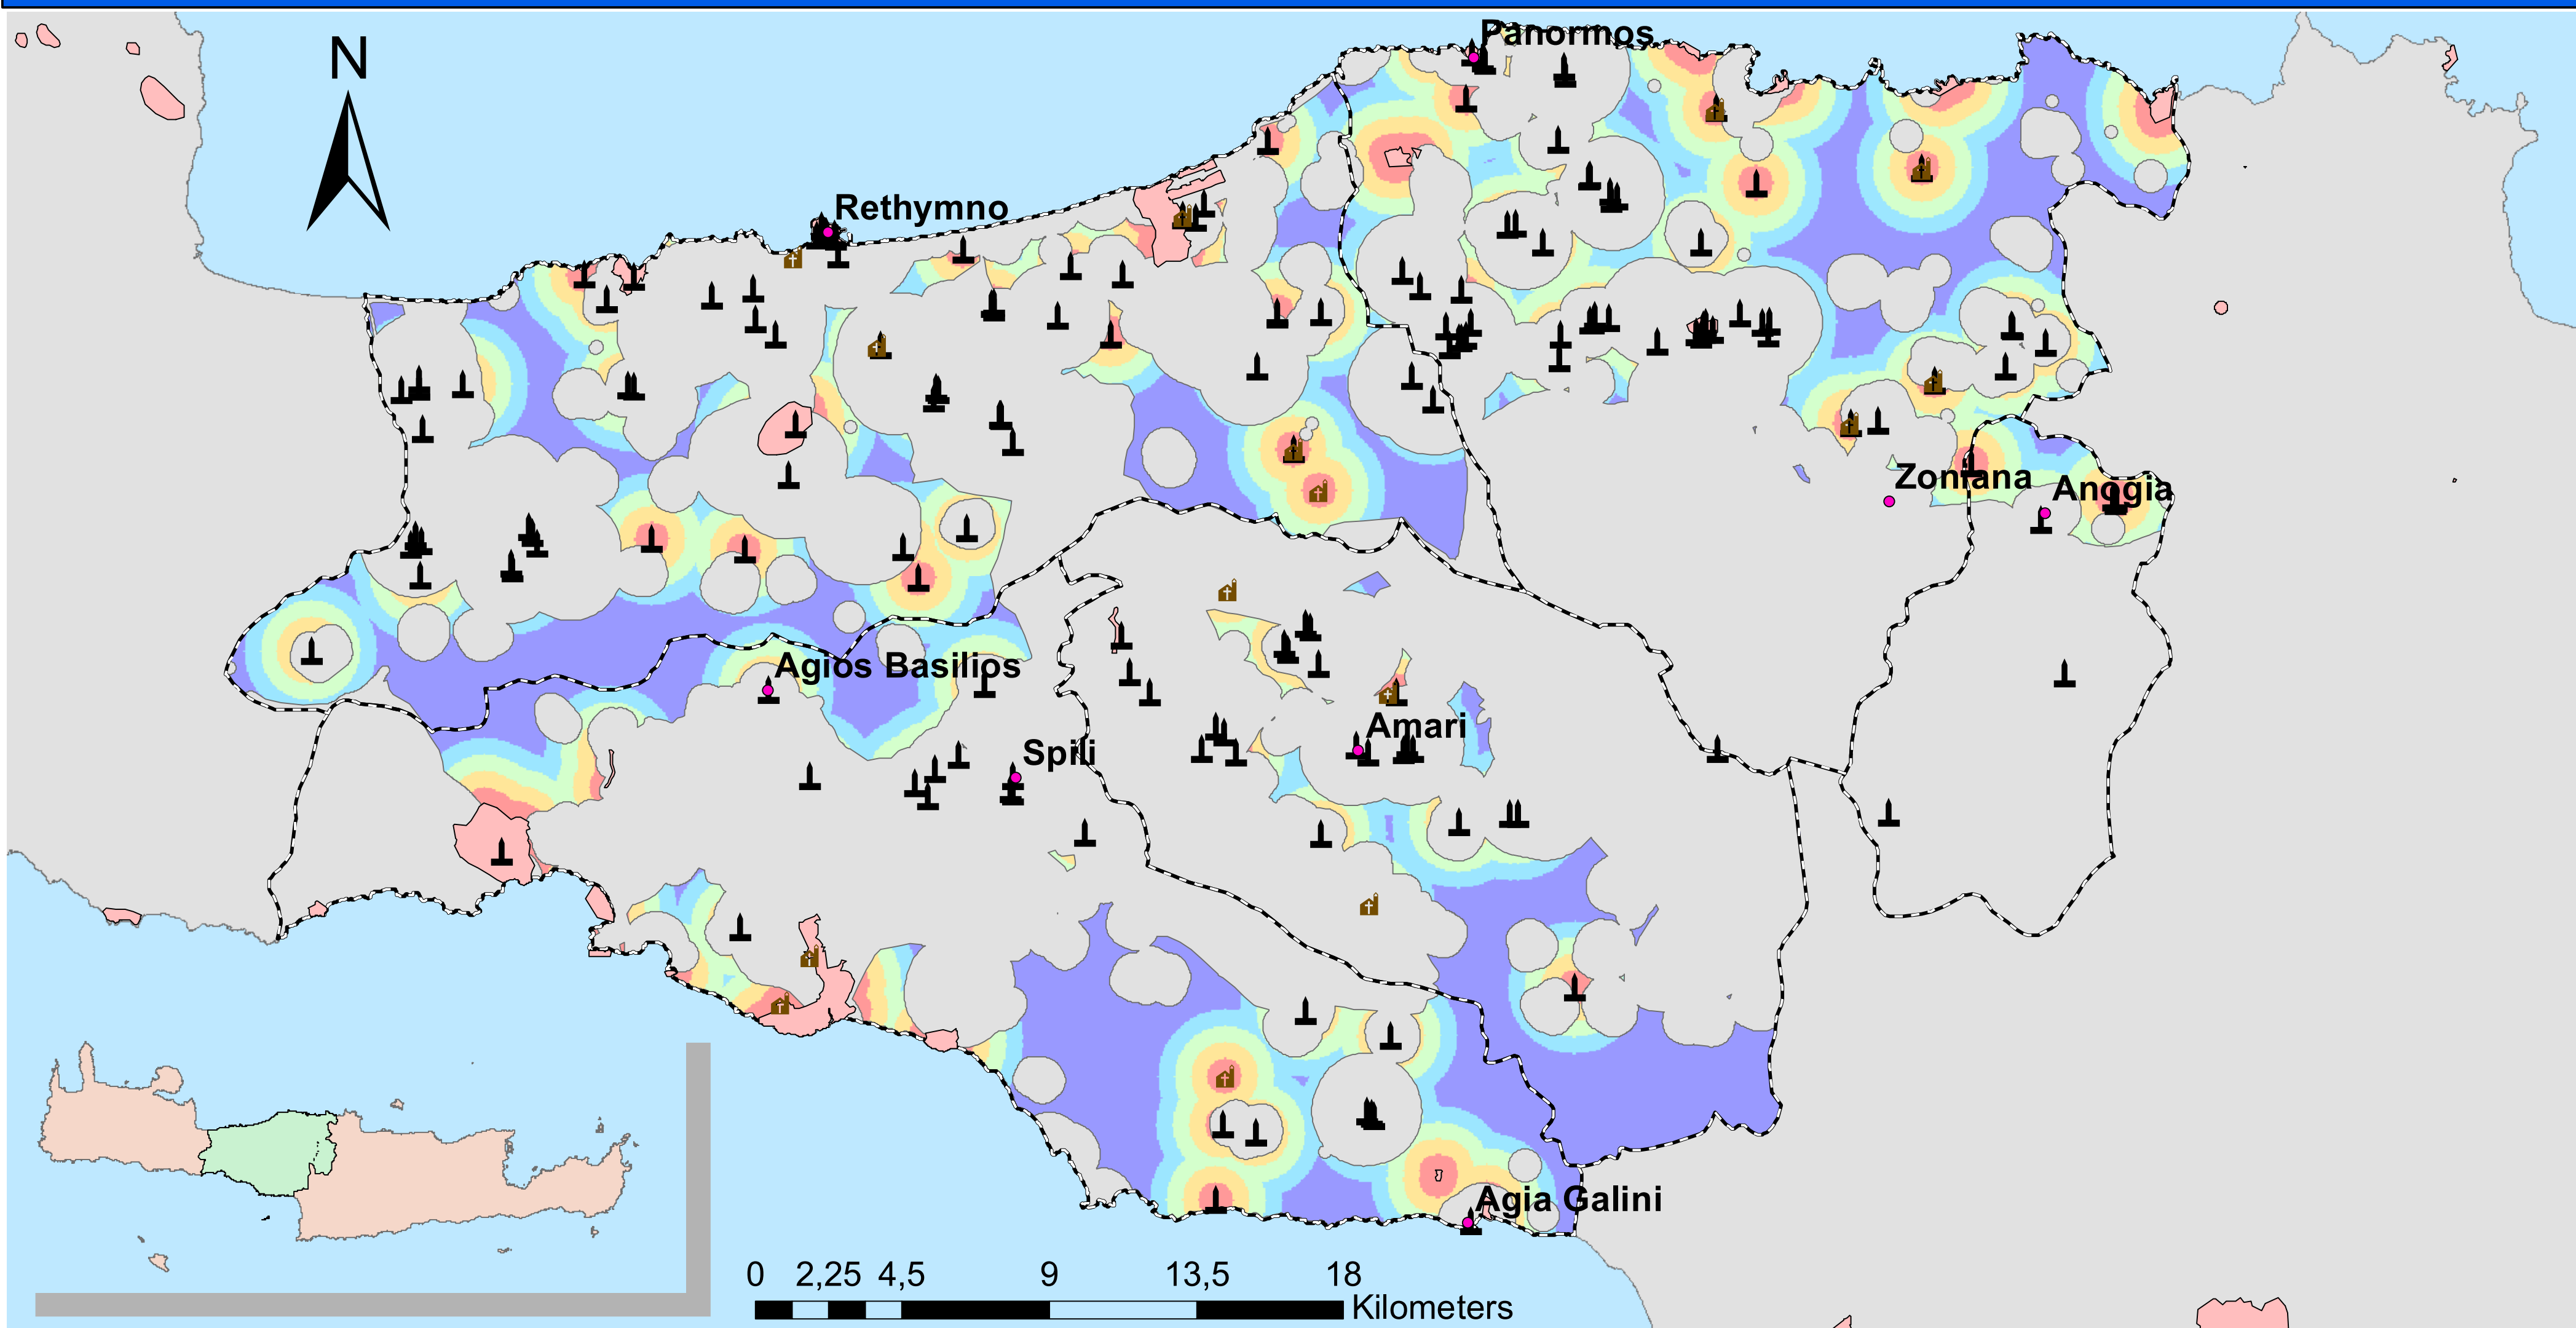 N
Panormos
Rethymno
Zoniana
Anogia
Agios Basilios
Amari
Spili
Agia Galini
0 2,25 4,5 9 13,5 18
Kilometers